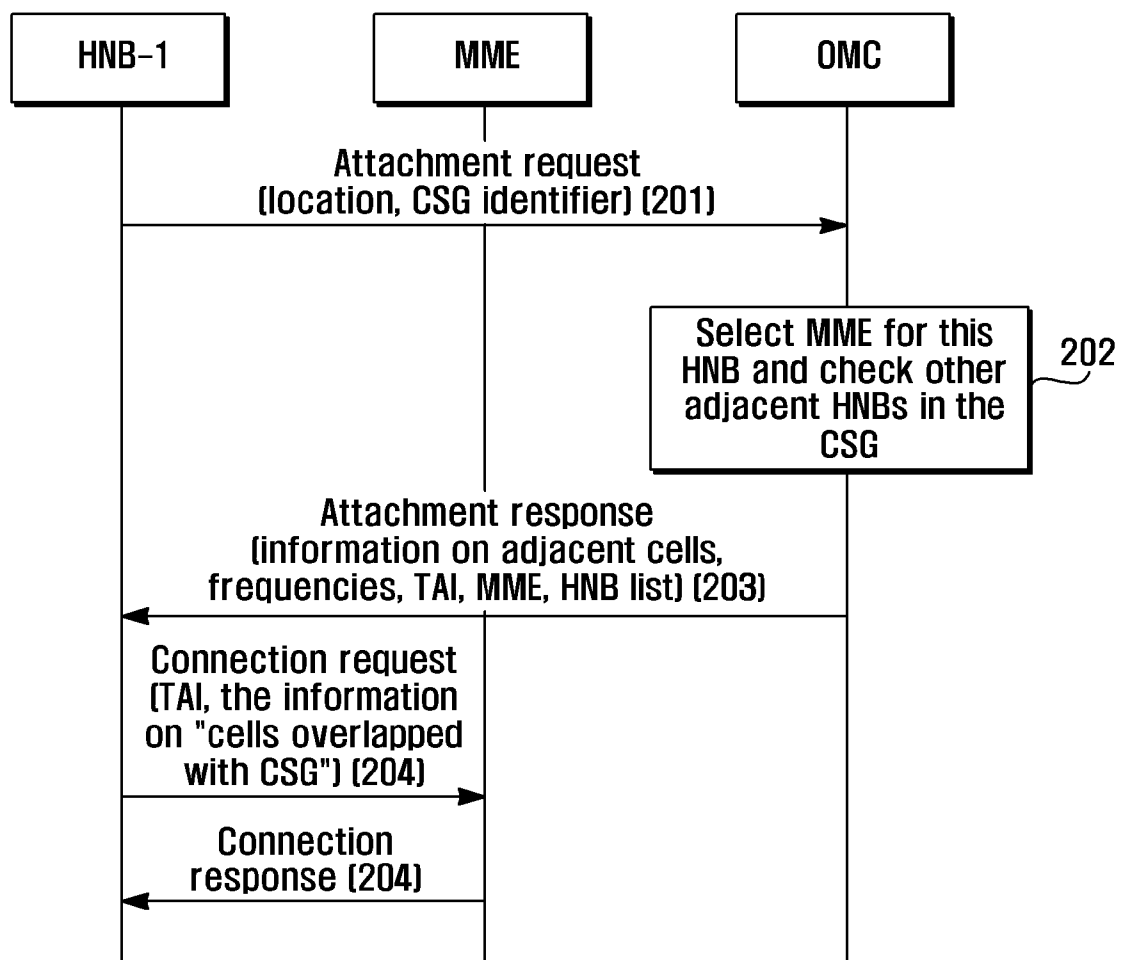 HNB-1
MME
OMC
Attachment request
(location, CSG identifier) (201)
Select MME for this
HNB and check other
adjacent HNBs in the
CSG
202
Attachment response
(information on adjacent cells,
frequencies, TAI, MME, HNB list) (203)
Connection request
(TAI, the information
on "cells overlapped
with CSG") (204)
Connection
response (204)